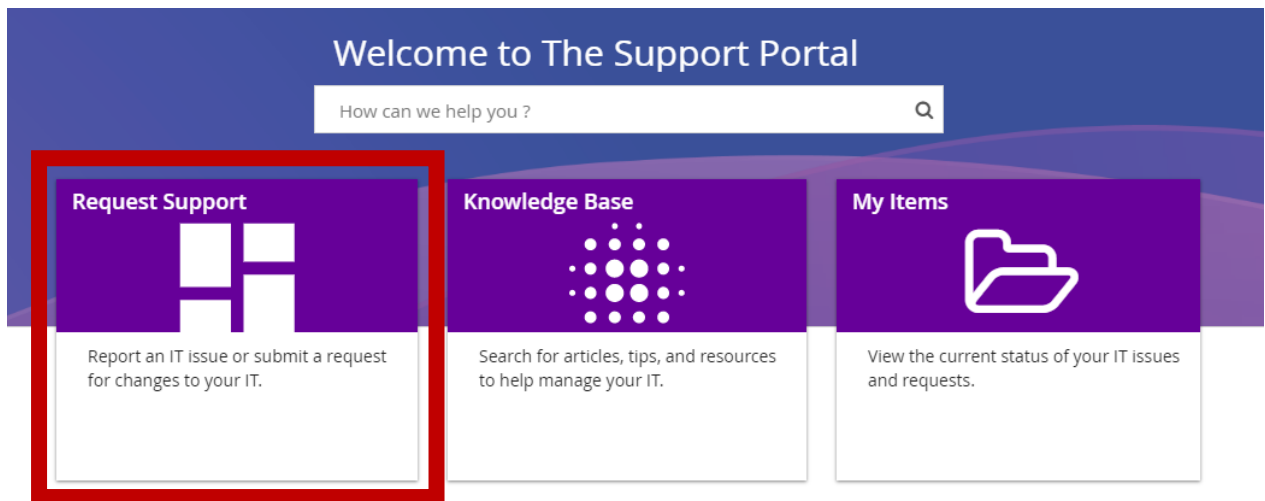 Welcome to The Support Portal
How can we help you ?
Request Support
Report an IT issue or submit a request
for changes to your IT.
Knowledge Base
Search for articles, tips, and resources
to help manage your IT.
My Items
View the current status of your IT issues
and requests.